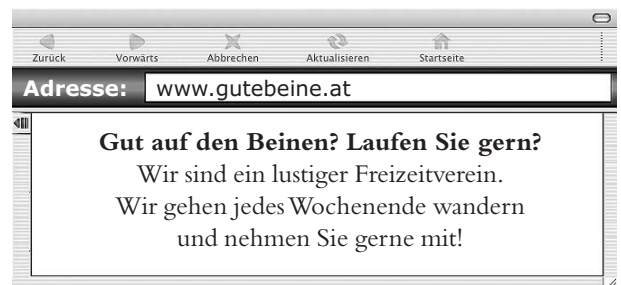 Zurück Vorwärts Abbrechen Aktualisieren Startseite
Adresse: www.gutebeine.at
Gut auf den Beinen? Laufen Sie gern?
Wir sind ein lustiger Freizeitverein.
Wir gehen jedes Wochenende wandern
und nehmen Sie gerne mit!